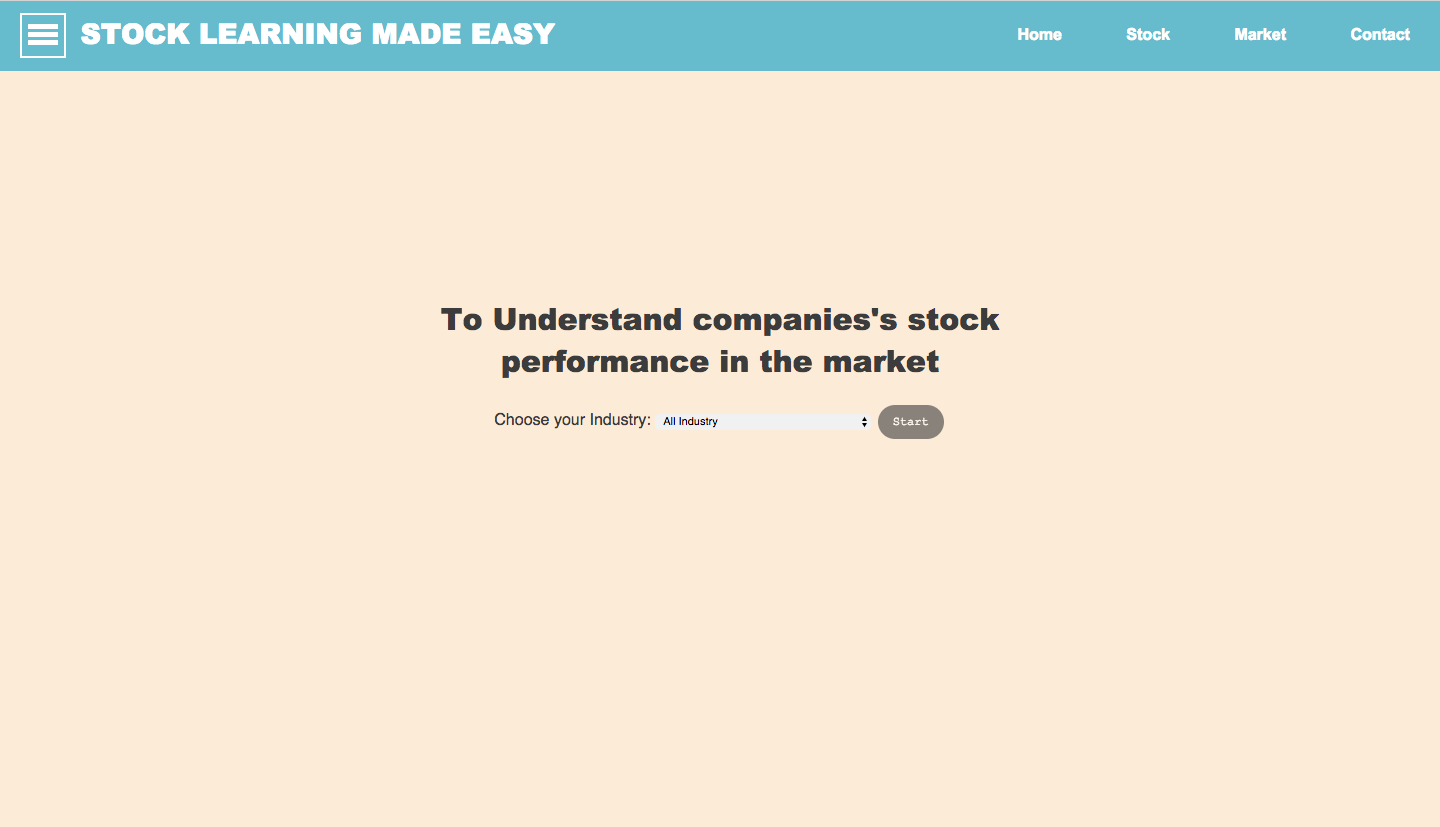 STOCK LEARNING MADE EASY
Home Stock Market Contact
To Understand companies's stock
performance in the market
Choose your Industry: All Industry Start